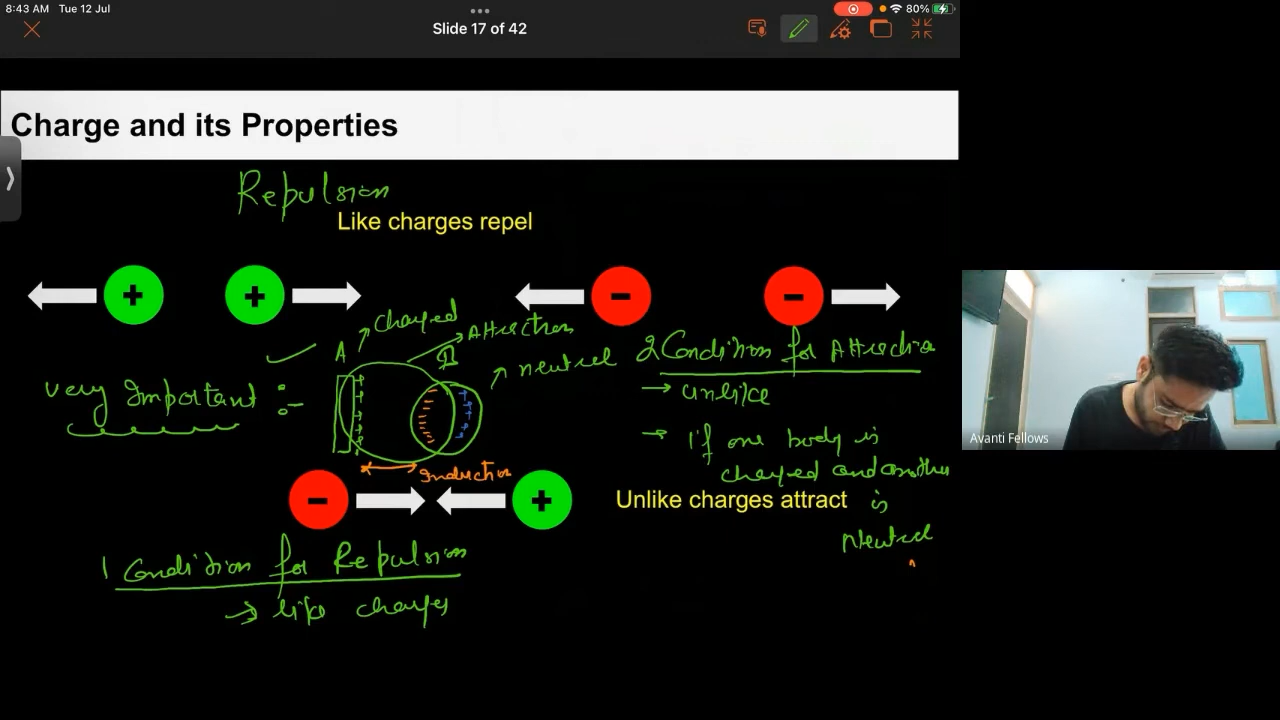 8:43 AM Tue 12 Jul
80%
Slide 17 of 42
Charge and its Properties
Repulsion
Like charges repel
+ +
- -
charged
Attraction
A
neutral
2 Condition for Attraction
very Important :-
→ unlike
→ if one body is
charged and another
is
Neutral
Induction
- +
Unlike charges attract
1 Condition for Repulsion
→ like charges
Avanti Fellows